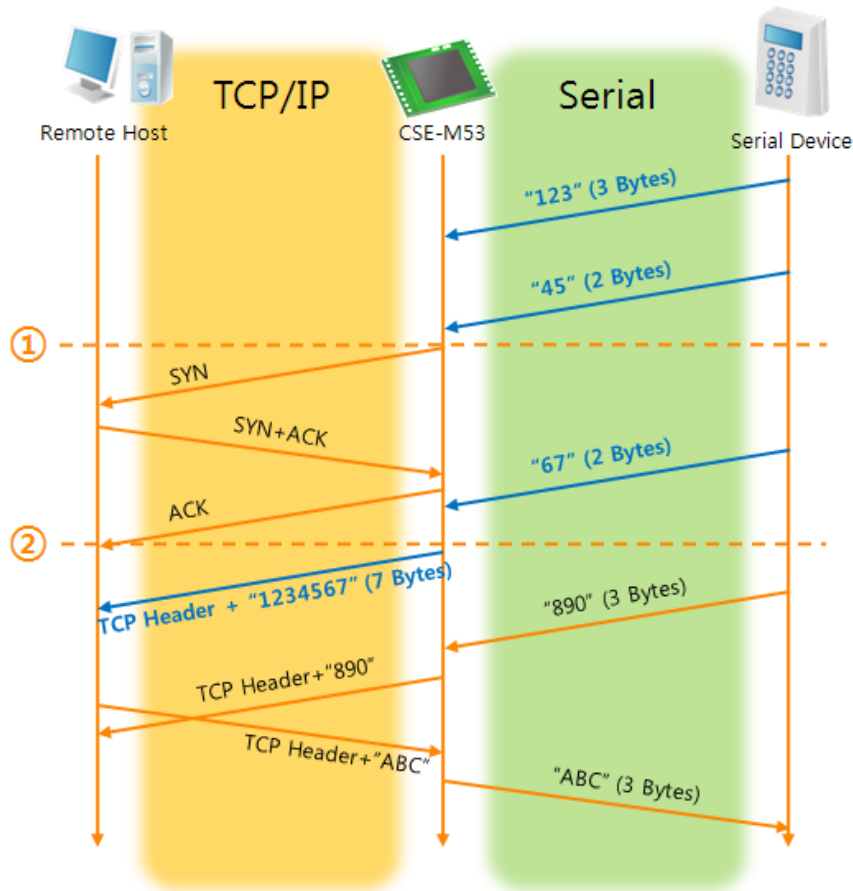 TCP/IP
Serial
Remote Host
CSE-M53
Serial Device
“123” (3 Bytes)
“45” (2 Bytes)
①
SYN
SYN+ACK
“67” (2 Bytes)
ACK
②
TCP Header + “1234567” (7 Bytes)
“890” (3 Bytes)
TCP Header+“890”
TCP Header+“ABC”
“ABC” (3 Bytes)